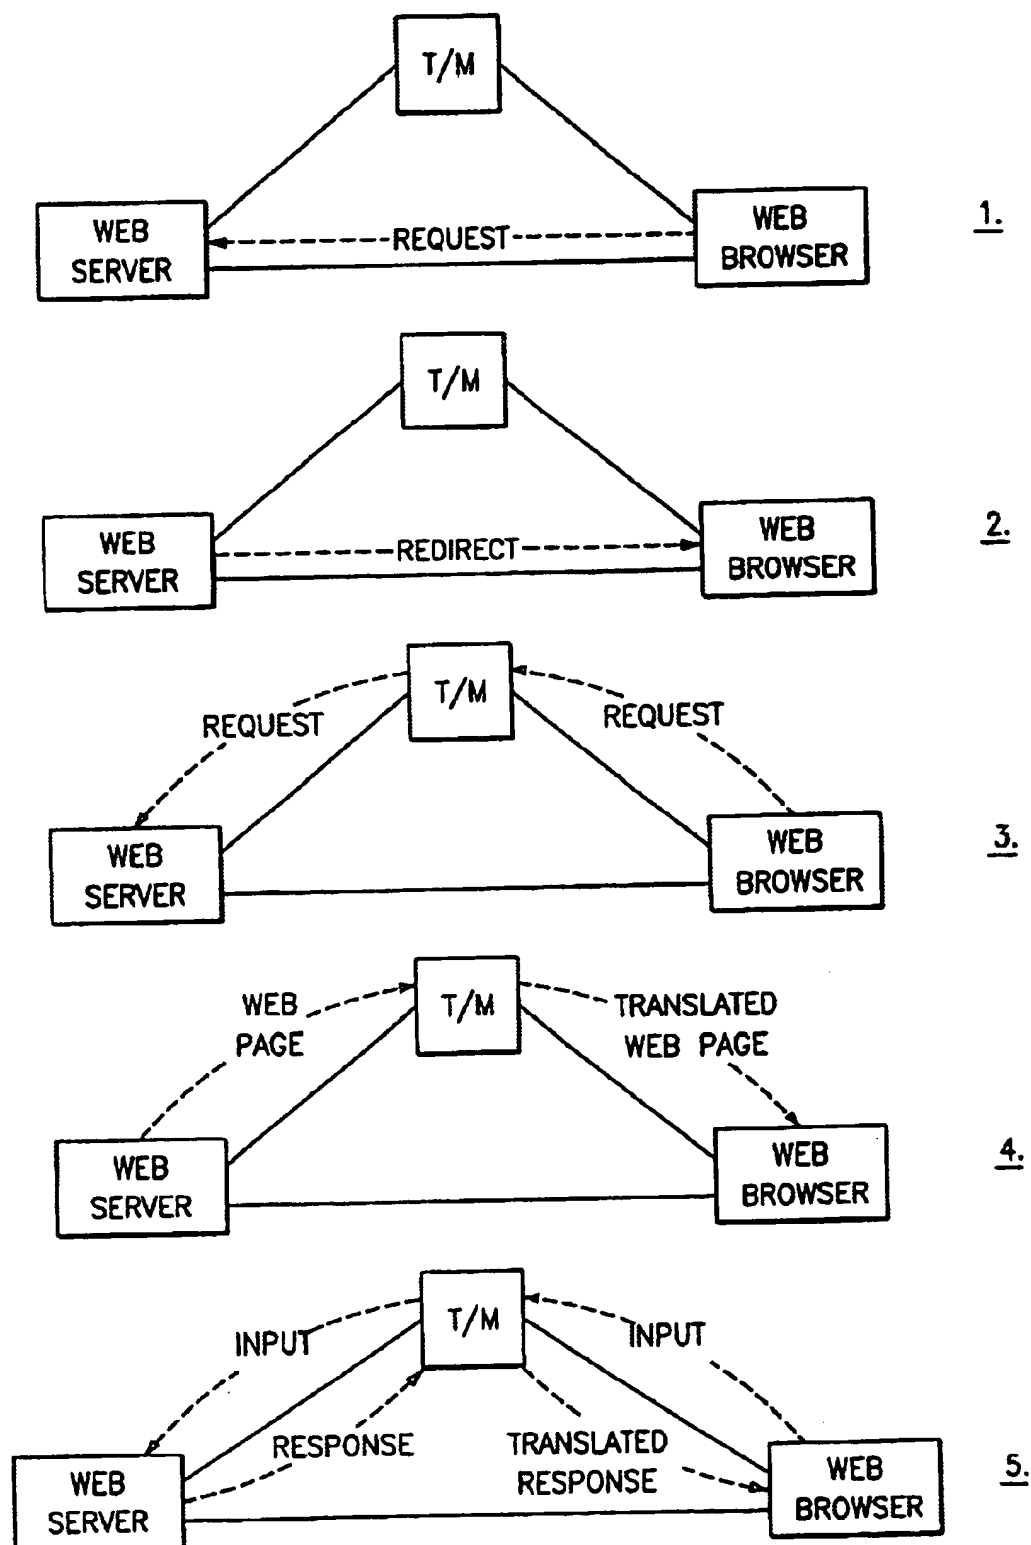 T/M
WEB
SERVER
REQUEST
WEB
BROWSER
1.
T/M
WEB
SERVER
REDIRECT
WEB
BROWSER
2.
T/M
REQUEST
REQUEST
WEB
SERVER
WEB
BROWSER
3.
WEB
PAGE
T/M
TRANSLATED
WEB PAGE
WEB
SERVER
WEB
BROWSER
4.
T/M
INPUT
INPUT
RESPONSE
TRANSLATED
RESPONSE
WEB
SERVER
WEB
BROWSER
5.